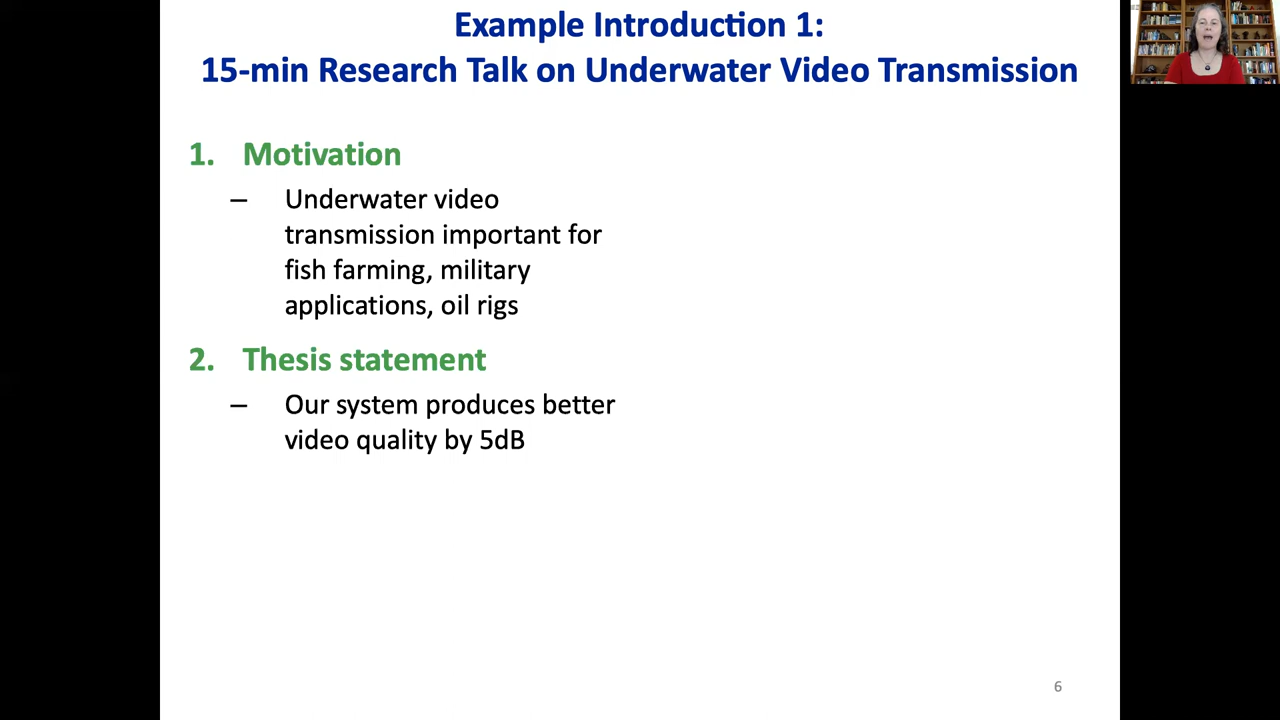 Example Introduction 1:
15-min Research Talk on Underwater Video Transmission
1. Motivation
– Underwater video
transmission important for
fish farming, military
applications, oil rigs
2. Thesis statement
– Our system produces better
video quality by 5dB
6